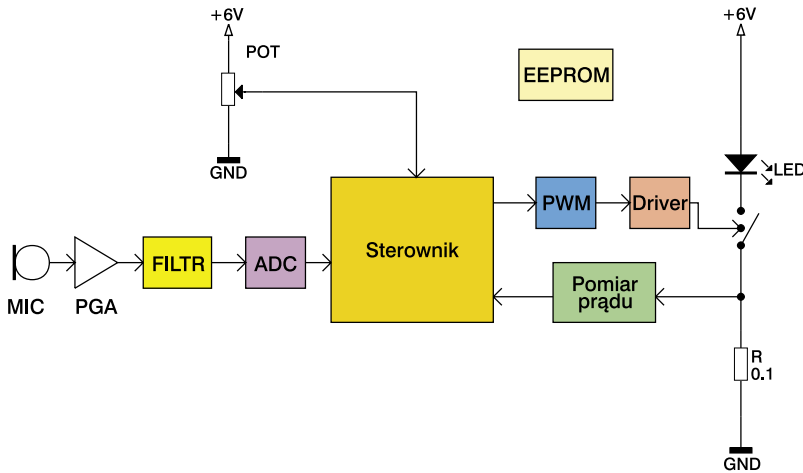 +6V
+6V
POT
EEPROM
GND
LED
PWM
Driver
Sterownik
FILTR
ADC
MIC
PGA
Pomiar
prądu
R
0.1
GND